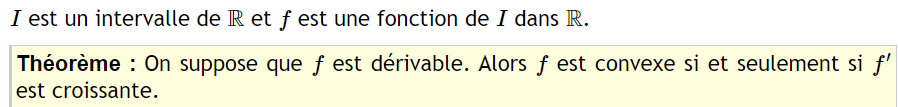 I est un intervalle de ℝ et f est une fonction de I dans ℝ.
Théorème : On suppose que f est dérivable. Alors f est convexe si et seulement si f′
est croissante.